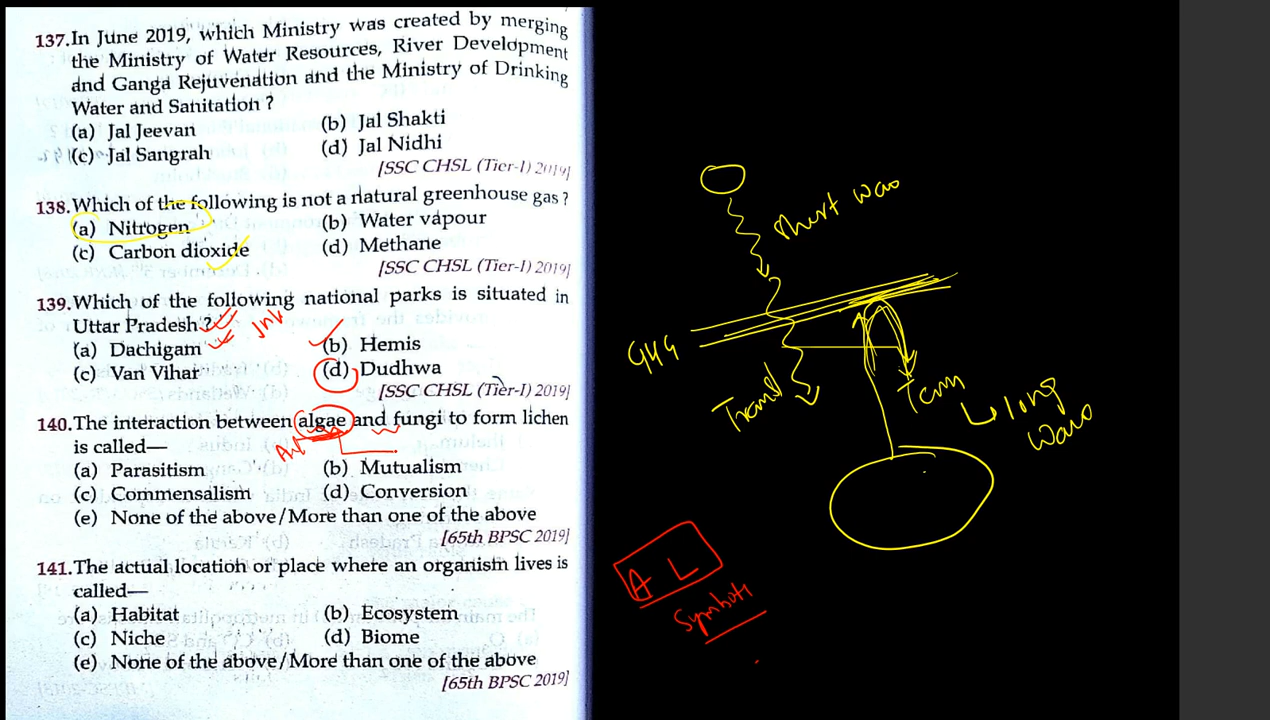 137.In June 2019, which Ministry was created by merging
the Ministry of Water Resources, River Development
and Ganga Rejuvenation and the Ministry of Drinking
Water and Sanitation ?
(a) Jal Jeevan (b) Jal Shakti
(c) Jal Sangrah (d) Jal Nidhi
[SSC CHSL (Tier-I) 2019]
138.Which of the following is not a natural greenhouse gas ?
(a) Nitrogen (b) Water vapour
(c) Carbon dioxide (d) Methane
[SSC CHSL (Tier-I) 2019]
139.Which of the following national parks is situated in
Uttar Pradesh ?
(a) Dachigam (b) Hemis
(c) Van Vihar (d) Dudhwa
[SSC CHSL (Tier-I) 2019]
140.The interaction between algae and fungi to form lichen
is called—
(a) Parasitism (b) Mutualism
(c) Commensalism (d) Conversion
(e) None of the above/More than one of the above
[65th BPSC 2019]
141.The actual location or place where an organism lives is
called—
(a) Habitat (b) Ecosystem
(c) Niche (d) Biome
(e) None of the above/More than one of the above
[65th BPSC 2019]
short wave
GHG
long
A L